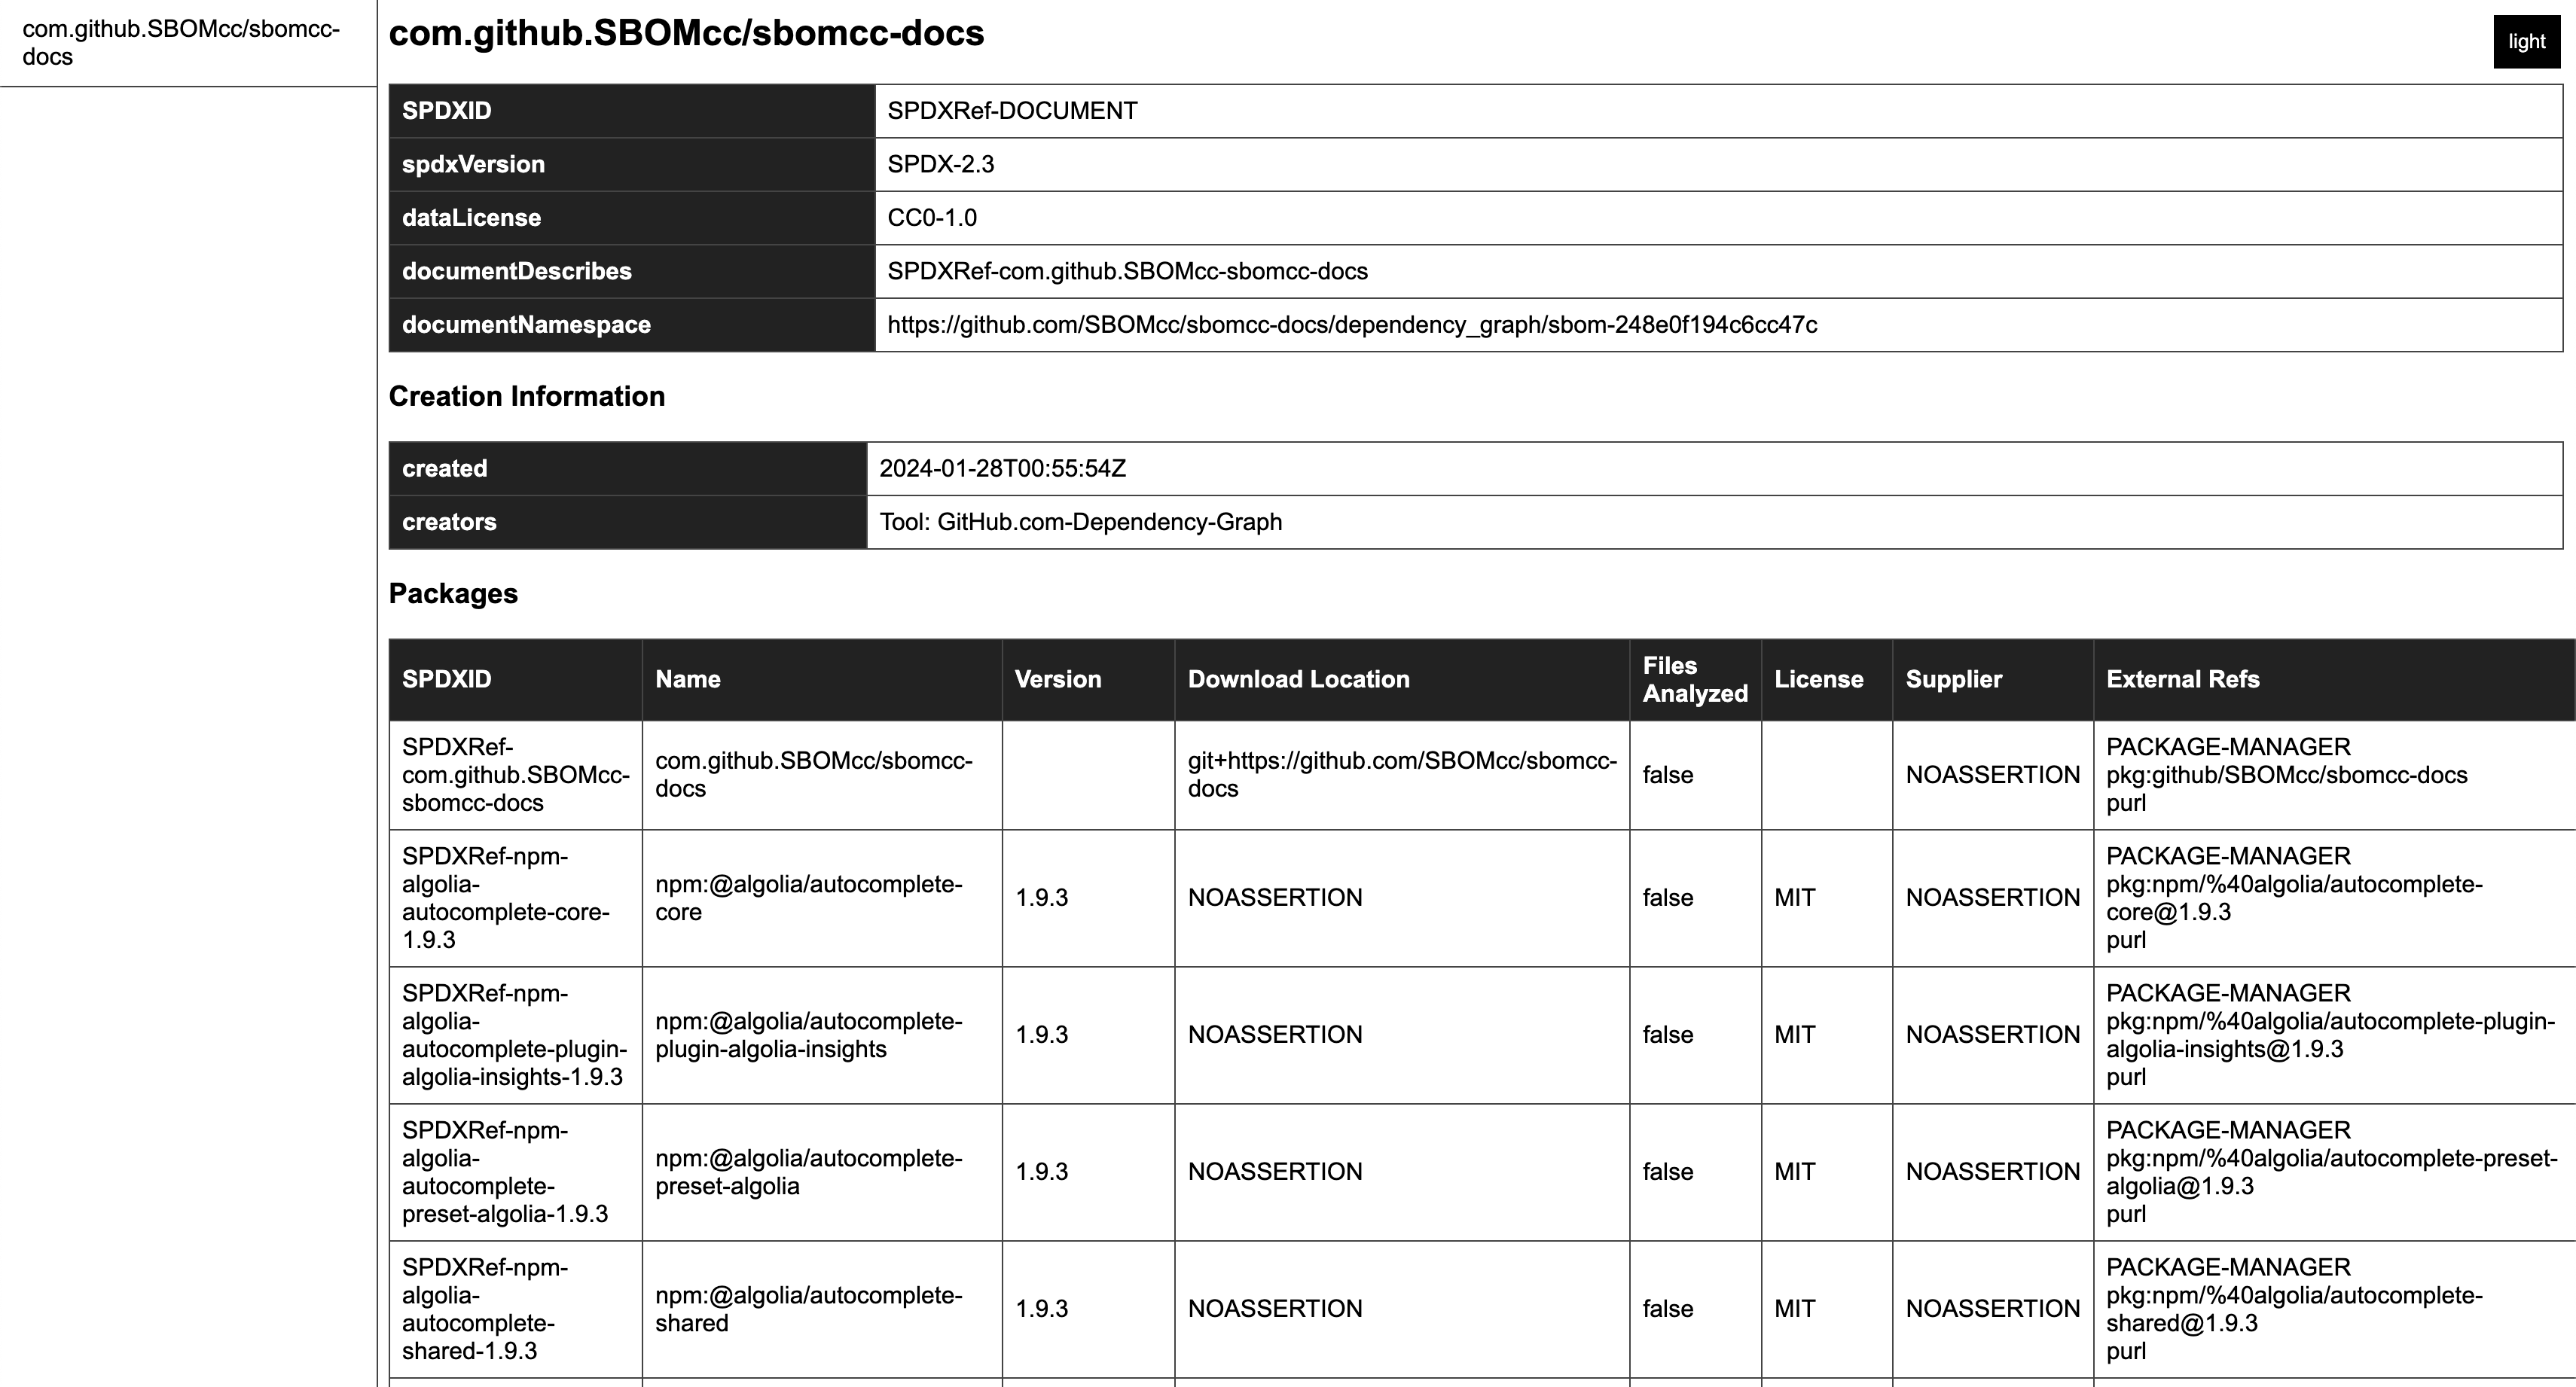 com.github.SBOMcc/sbomcc-
docs
com.github.SBOMcc/sbomcc-docs
light
SPDXID SPDXRef-DOCUMENT
spdxVersion SPDX-2.3
dataLicense CC0-1.0
documentDescribes SPDXRef-com.github.SBOMcc-sbomcc-docs
documentNamespace https://github.com/SBOMcc/sbomcc-docs/dependency_graph/sbom-248e0f194c6cc47c
Creation Information
created 2024-01-28T00:55:54Z
creators Tool: GitHub.com-Dependency-Graph
Packages
SPDXID
Name
Version
Download Location
Files
Analyzed
License
Supplier
External Refs
SPDXRef-
com.github.SBOMcc-
sbomcc-docs
com.github.SBOMcc/sbomcc-
docs
git+https://github.com/SBOMcc/sbomcc-
docs
false
NOASSERTION
PACKAGE-MANAGER
pkg:github/SBOMcc/sbomcc-docs
purl
SPDXRef-npm-
algolia-
autocomplete-core-
1.9.3
npm:@algolia/autocomplete-
core
1.9.3
NOASSERTION
false
MIT
NOASSERTION
PACKAGE-MANAGER
pkg:npm/%40algolia/autocomplete-
core@1.9.3
purl
SPDXRef-npm-
algolia-
autocomplete-plugin-
algolia-insights-1.9.3
npm:@algolia/autocomplete-
plugin-algolia-insights
1.9.3
NOASSERTION
false
MIT
NOASSERTION
PACKAGE-MANAGER
pkg:npm/%40algolia/autocomplete-plugin-
algolia-insights@1.9.3
purl
SPDXRef-npm-
algolia-
autocomplete-
preset-algolia-1.9.3
npm:@algolia/autocomplete-
preset-algolia
1.9.3
NOASSERTION
false
MIT
NOASSERTION
PACKAGE-MANAGER
pkg:npm/%40algolia/autocomplete-preset-
algolia@1.9.3
purl
SPDXRef-npm-
algolia-
autocomplete-
shared-1.9.3
npm:@algolia/autocomplete-
shared
1.9.3
NOASSERTION
false
MIT
NOASSERTION
PACKAGE-MANAGER
pkg:npm/%40algolia/autocomplete-
shared@1.9.3
purl